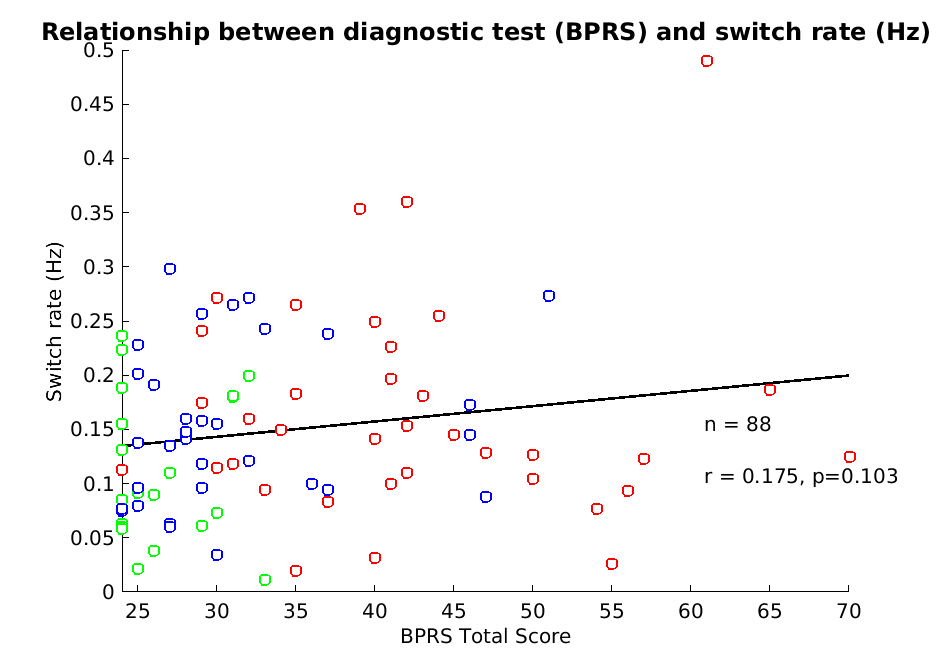 Relationship between diagnostic test (BPRS) and switch rate (Hz)
0.5
0.45
0.4
0.35
0.3
0.25
0.2
0.15
0.1
0.05
0
Switch rate (Hz)
n = 88
r = 0.175, p=0.103
25 30 35 40 45 50 55 60 65 70
BPRS Total Score